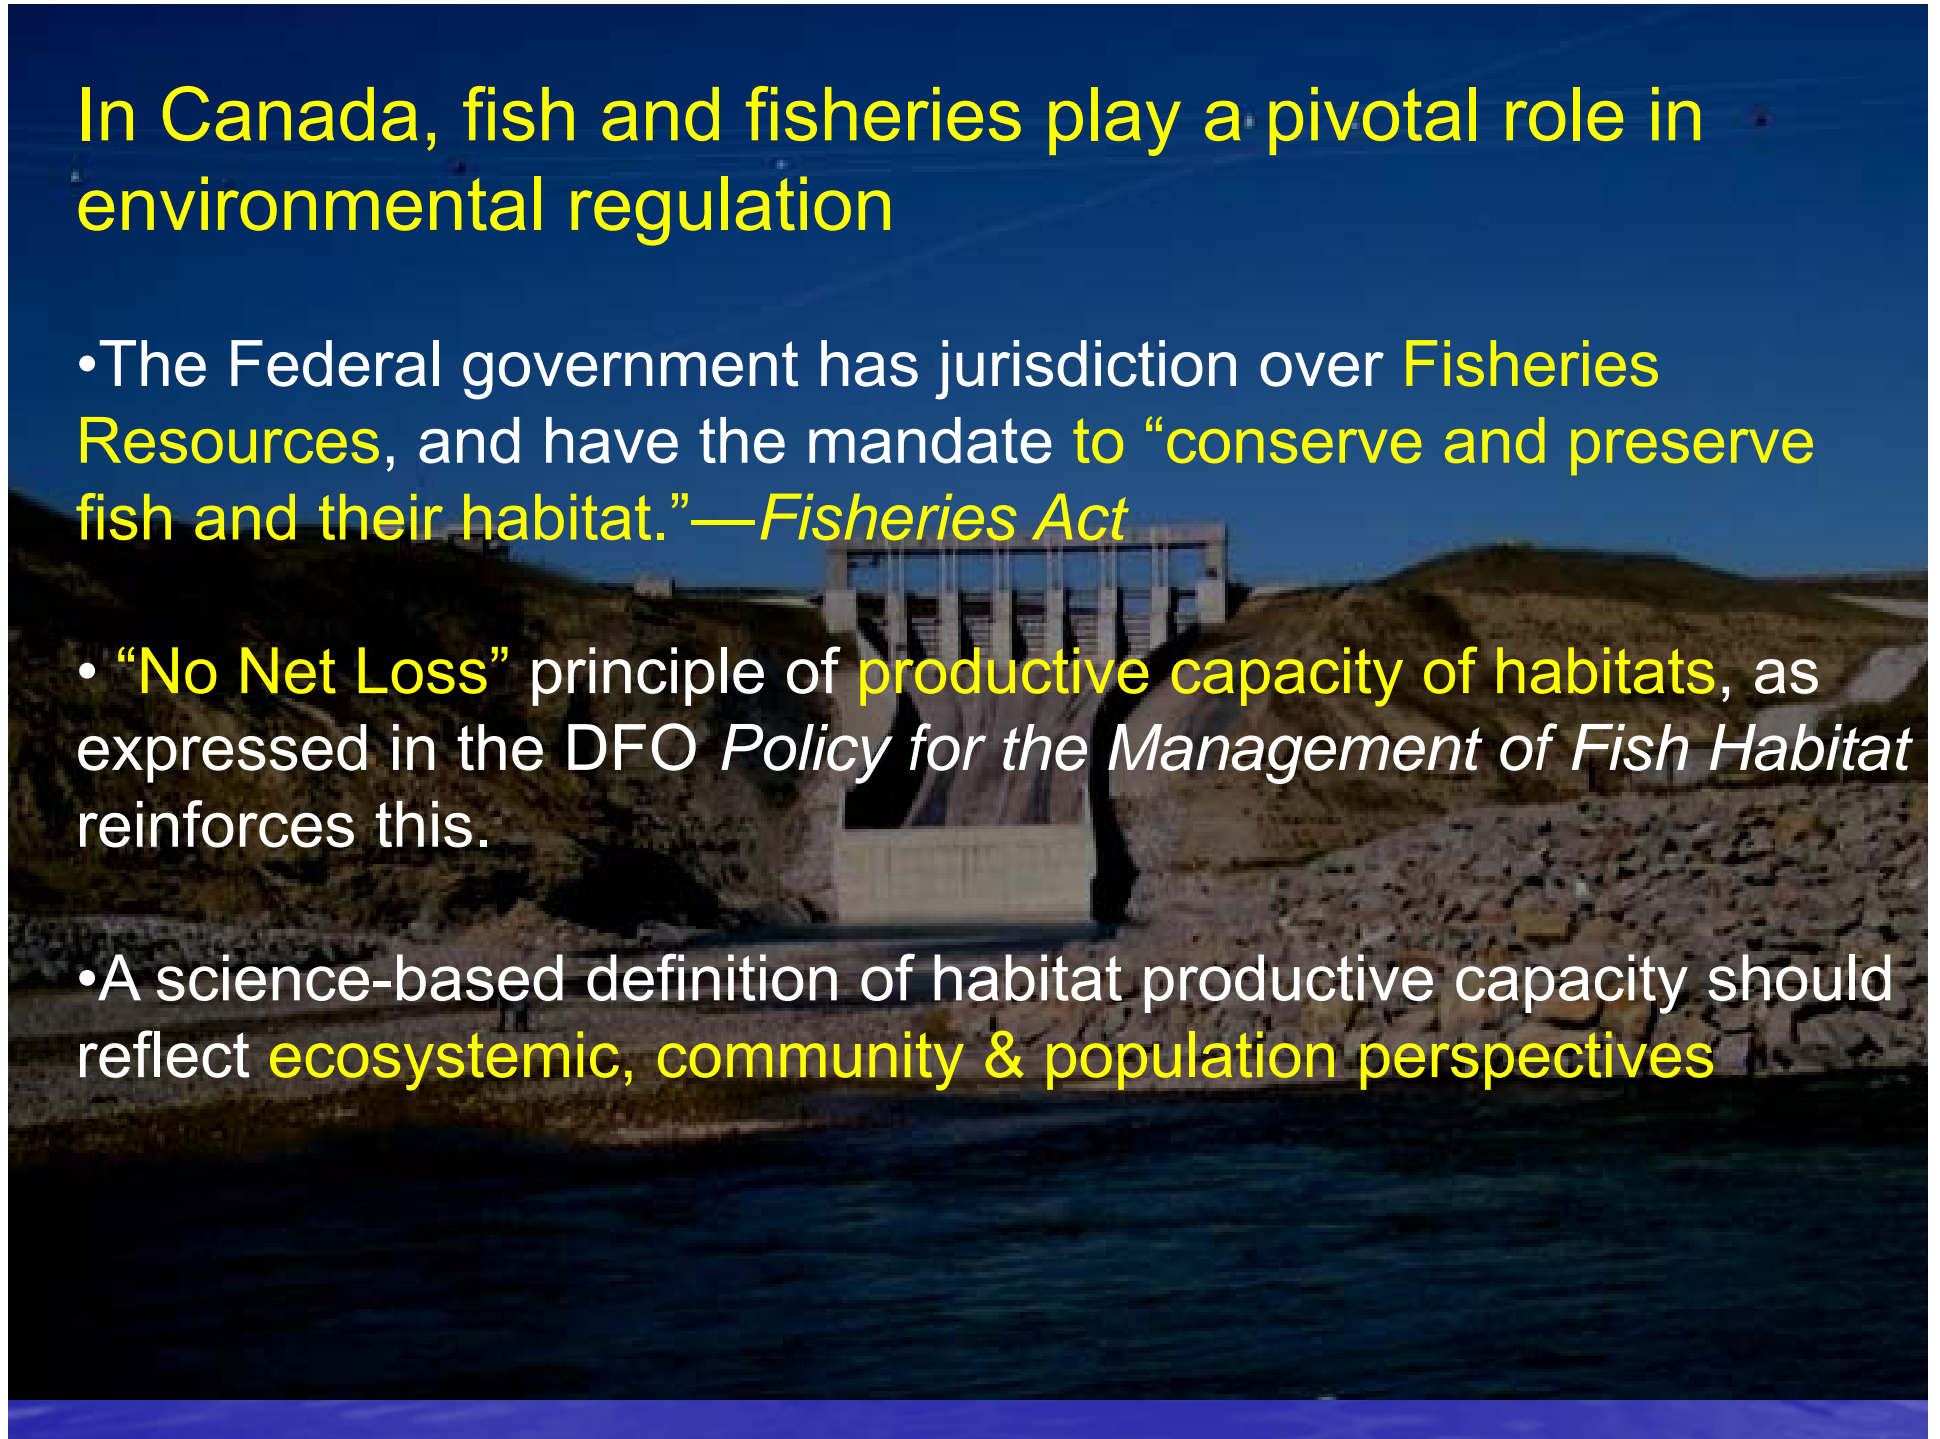 In Canada, fish and fisheries play a pivotal role in
environmental regulation
•The Federal government has jurisdiction over Fisheries
Resources, and have the mandate to “conserve and preserve
fish and their habitat.”—Fisheries Act
• “No Net Loss” principle of productive capacity of habitats, as
expressed in the DFO Policy for the Management of Fish Habitat
reinforces this.
•A science-based definition of habitat productive capacity should
reflect ecosystemic, community & population perspectives